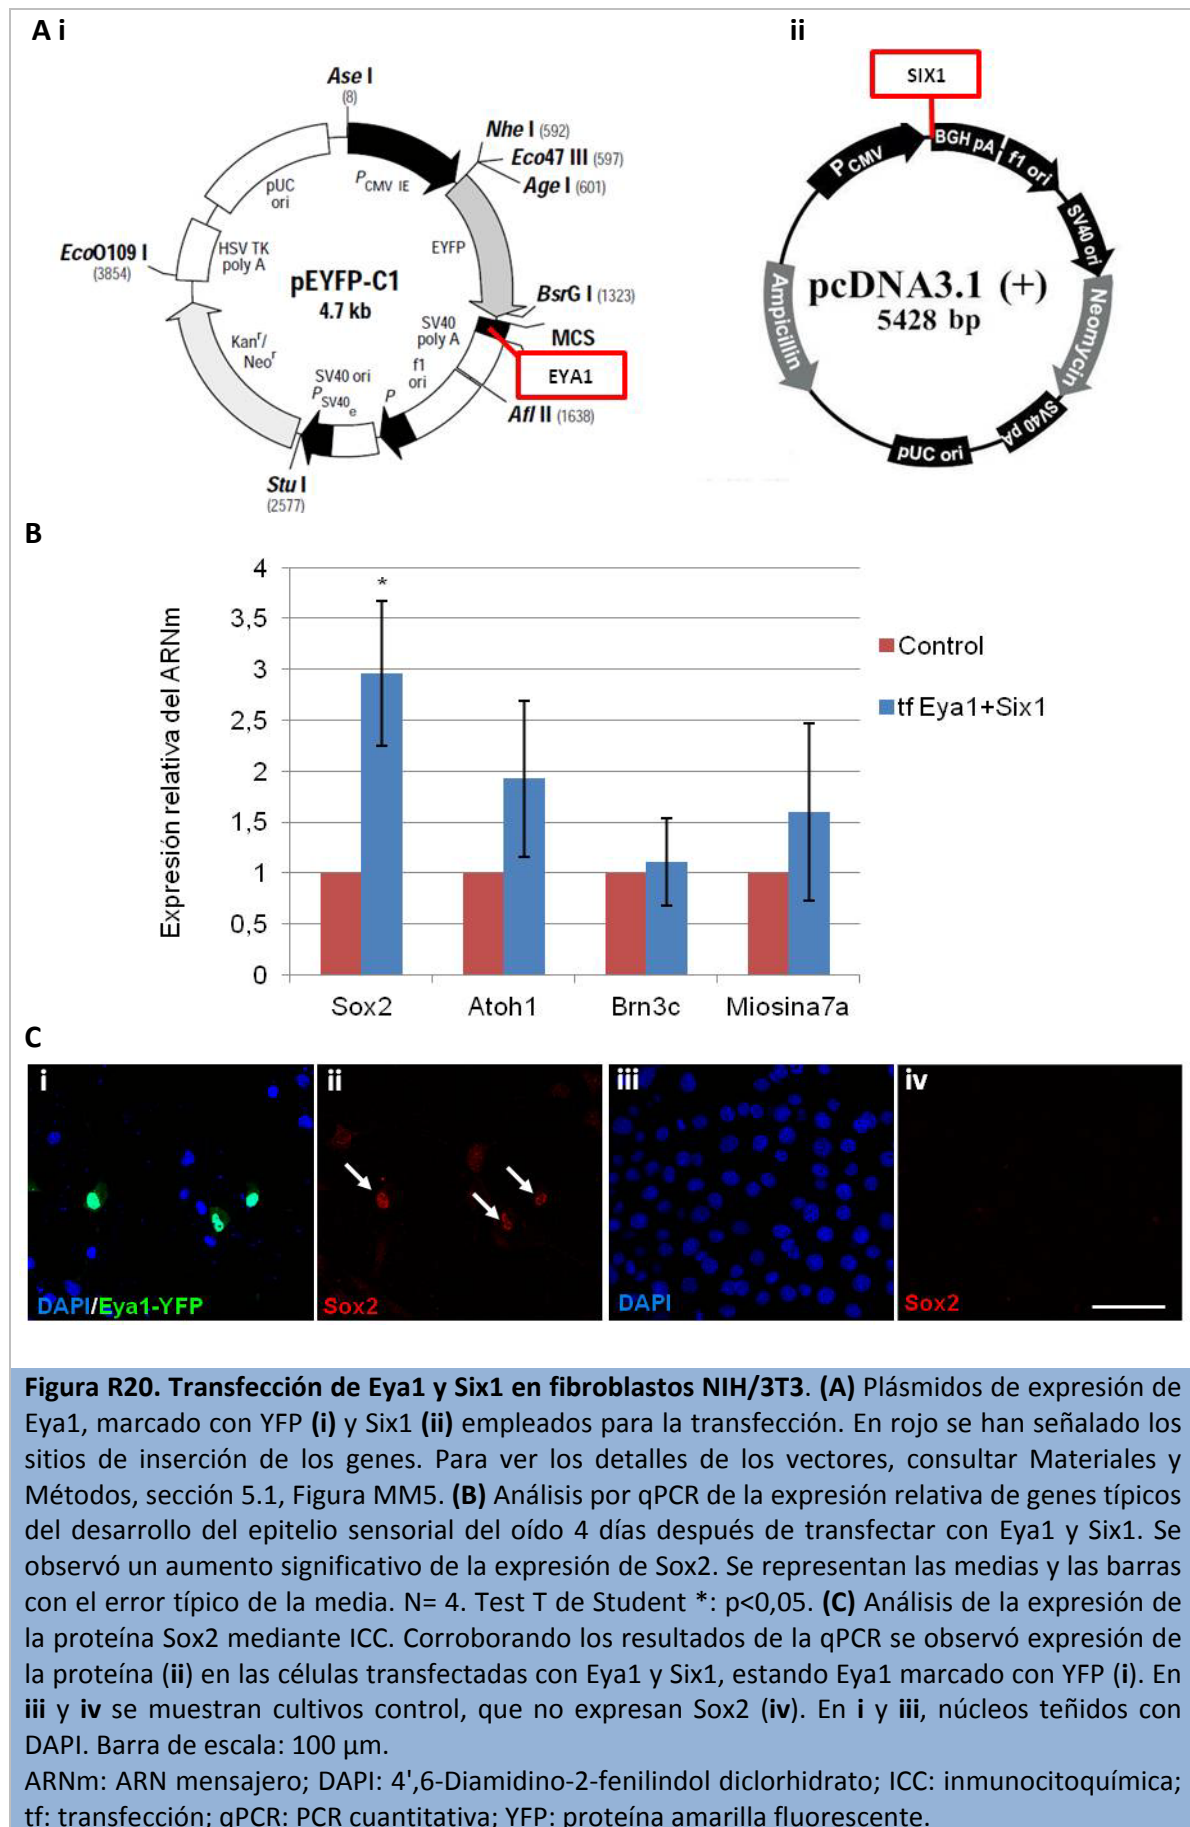 A i
ii
Ase I
(8)
Nhe I (592)
Eco47 III (597)
Age I (601)
PCMV IE
pUC
ori
EYFP
HSV TK
poly A
EcoO109 I
(3854)
pEYFP-C1
4.7 kb
BsrG I (1323)
SV40
poly A
MCS
EYA1
f1
ori
Kanr/
Neor
SV40 ori
PSV40e
P
Afl II (1638)
Stu I
(2577)
SIX1
PCMV
BGH pA
f1 ori
SV40 ori
Neomycin
SV40 pA
pUC ori
Ampicillin
pcDNA3.1 (+)
5428 bp
B
Expresión relativa del ARNm
4
3,5
3
2,5
2
1,5
1
0,5
0
*
Control
tf Eya1+Six1
Sox2 Atoh1 Brn3c Miosina7a
C
i
ii
iii
iv
DAPI/Eya1-YFP
Sox2
DAPI
Sox2
Figura R20. Transfección de Eya1 y Six1 en fibroblastos NIH/3T3. (A) Plásmidos de expresión de
Eya1, marcado con YFP (i) y Six1 (ii) empleados para la transfección. En rojo se han señalado los
sitios de inserción de los genes. Para ver los detalles de los vectores, consultar Materiales y
Métodos, sección 5.1, Figura MM5. (B) Análisis por qPCR de la expresión relativa de genes típicos
del desarrollo del epitelio sensorial del oído 4 días después de transfectar con Eya1 y Six1. Se
observó un aumento significativo de la expresión de Sox2. Se representan las medias y las barras
con el error típico de la media. N= 4. Test T de Student *: p<0,05. (C) Análisis de la expresión de
la proteína Sox2 mediante ICC. Corroborando los resultados de la qPCR se observó expresión de
la proteína (ii) en las células transfectadas con Eya1 y Six1, estando Eya1 marcado con YFP (i). En
iii y iv se muestran cultivos control, que no expresan Sox2 (iv). En i y iii, núcleos teñidos con
DAPI. Barra de escala: 100 μm.
ARNm: ARN mensajero; DAPI: 4',6-Diamidino-2-fenilindol diclorhidrato; ICC: inmunocitoquímica;
tf: transfección; qPCR: PCR cuantitativa; YFP: proteína amarilla fluorescente.